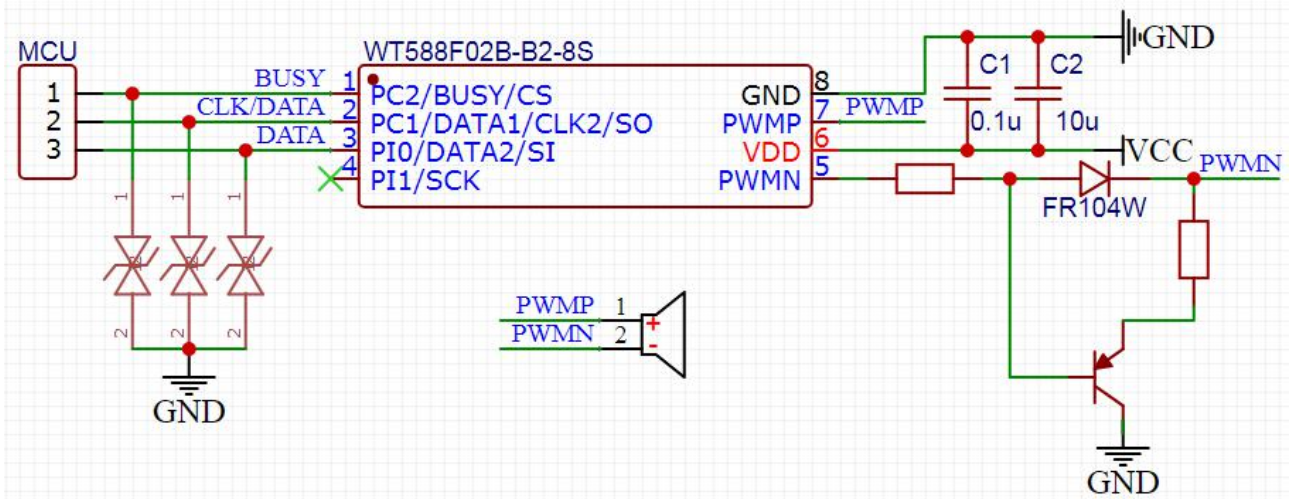 MCU
1
2
3
BUSY
CLK/DATA
DATA
WT588F02B-B2-8S
1
2
3
4
PC2/BUSY/CS
PC1/DATA1/CLK2/SO
PI0/DATA2/SI
PI1/SCK
GND
PWMP
VDD
PWMN
8
7
6
5
PWMP
C1
C2
0.1u
10u
GND
VCC
PWMN
FR104W
1
1
1
2
2
2
GND
PWMP
PWMN
1
2
+
-
GND